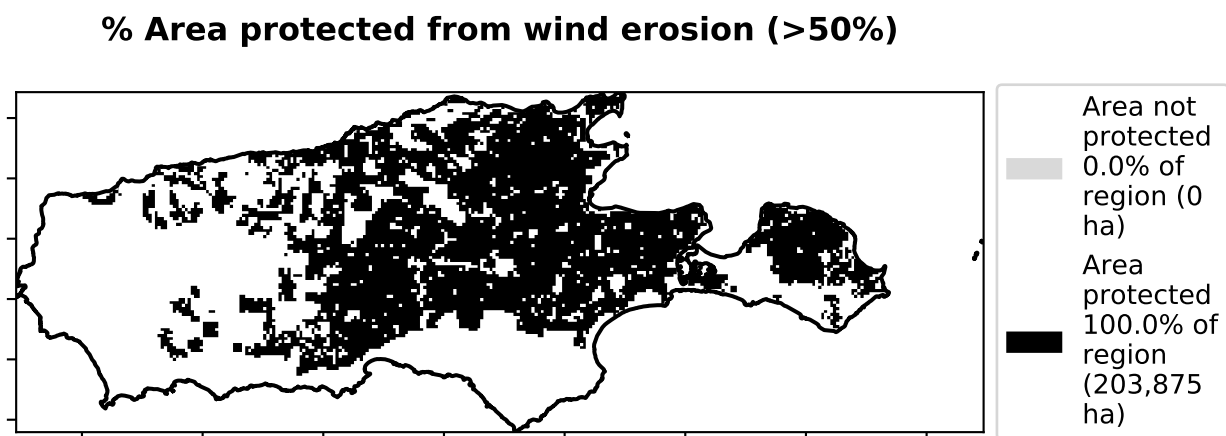 % Area protected from wind erosion (>50%)
Area not
protected
0.0% of
region (0
ha)
Area
protected
100.0% of
region
(203,875
ha)